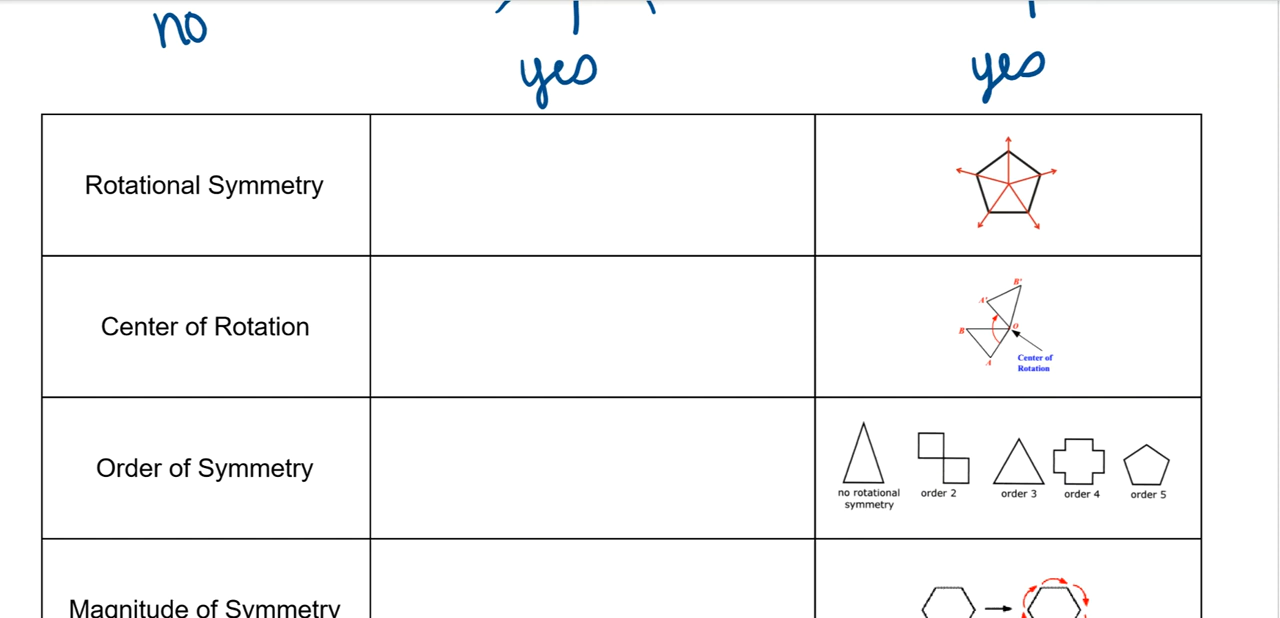 no
yes
yes
Rotational Symmetry
Center of Rotation
B'
A'
B
O
A
Center of
Rotation
Order of Symmetry
no rotational
symmetry
order 2
order 3
order 4
order 5
Magnitude of Symmetry